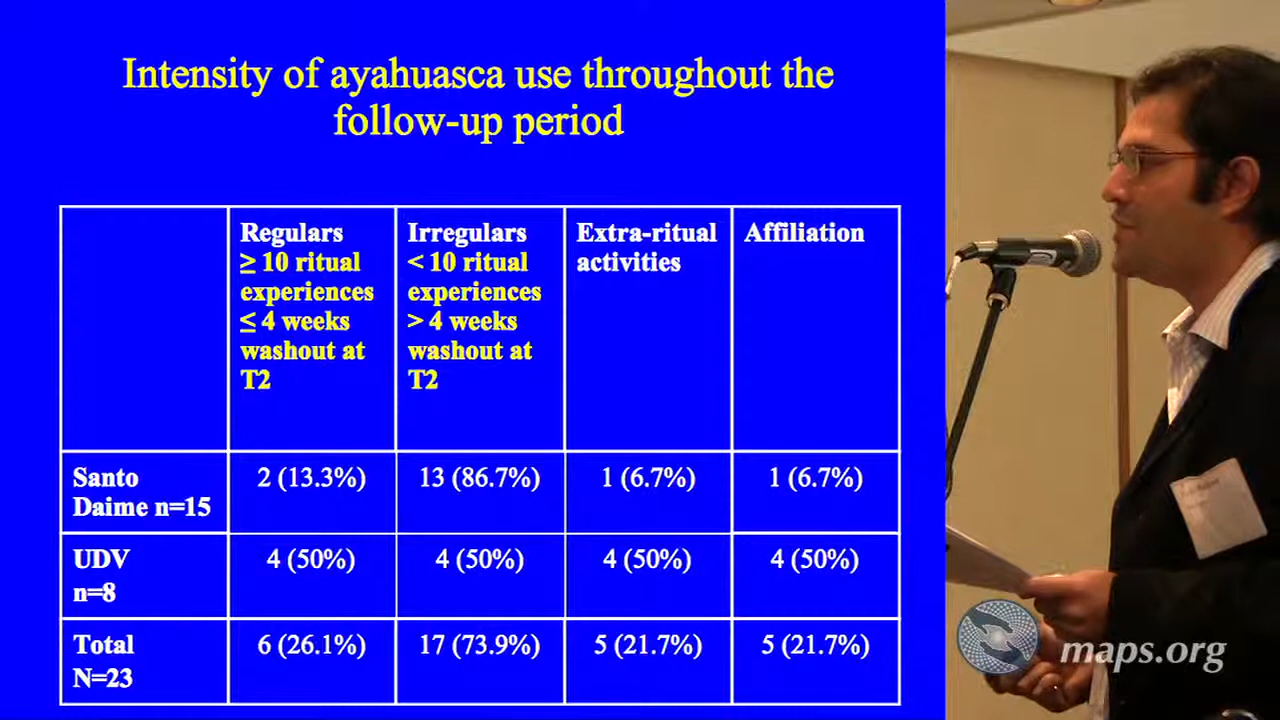 Intensity of ayahuasca use throughout the
follow-up period
Regulars
≥ 10 ritual
experiences
≤ 4 weeks
washout at
T2
Irregulars
< 10 ritual
experiences
> 4 weeks
washout at
T2
Extra-ritual
activities
Affiliation
Santo
Daime n=15
2 (13.3%)
13 (86.7%)
1 (6.7%)
1 (6.7%)
UDV
n=8
4 (50%)
4 (50%)
4 (50%)
4 (50%)
Total
N=23
6 (26.1%)
17 (73.9%)
5 (21.7%)
5 (21.7%)
maps.org